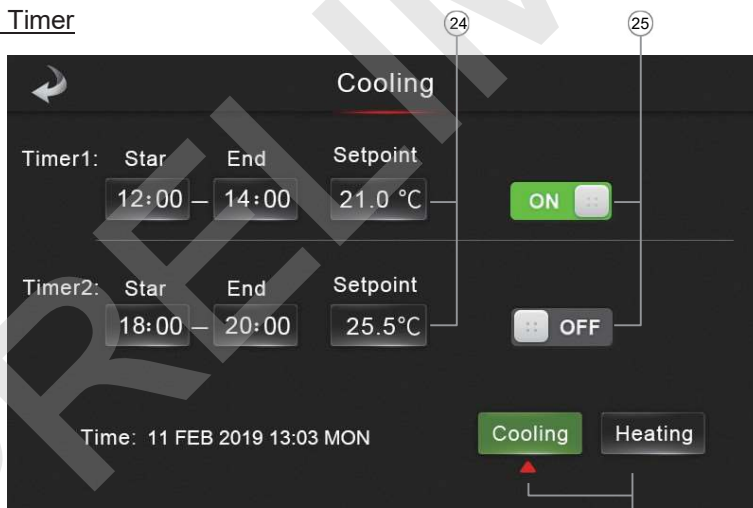 Timer
24 25
Cooling
Timer1: Star End Setpoint
12:00 – 14:00 21.0 °C ON
Timer2: Star End Setpoint
18:00 – 20:00 25.5°C OFF
Time: 11 FEB 2019 13:03 MON Cooling Heating
PRELIM